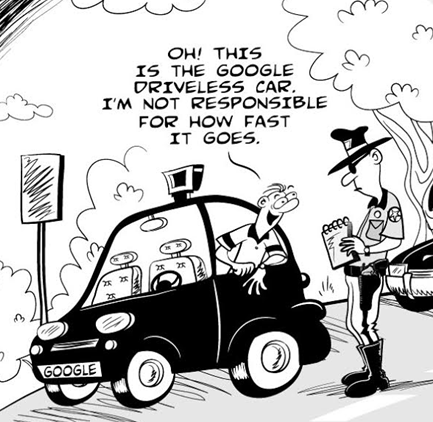 OH! THIS
IS THE GOOGLE
DRIVELESS CAR.
I'M NOT RESPONSIBLE
FOR HOW FAST
IT GOES.
GOOGLE